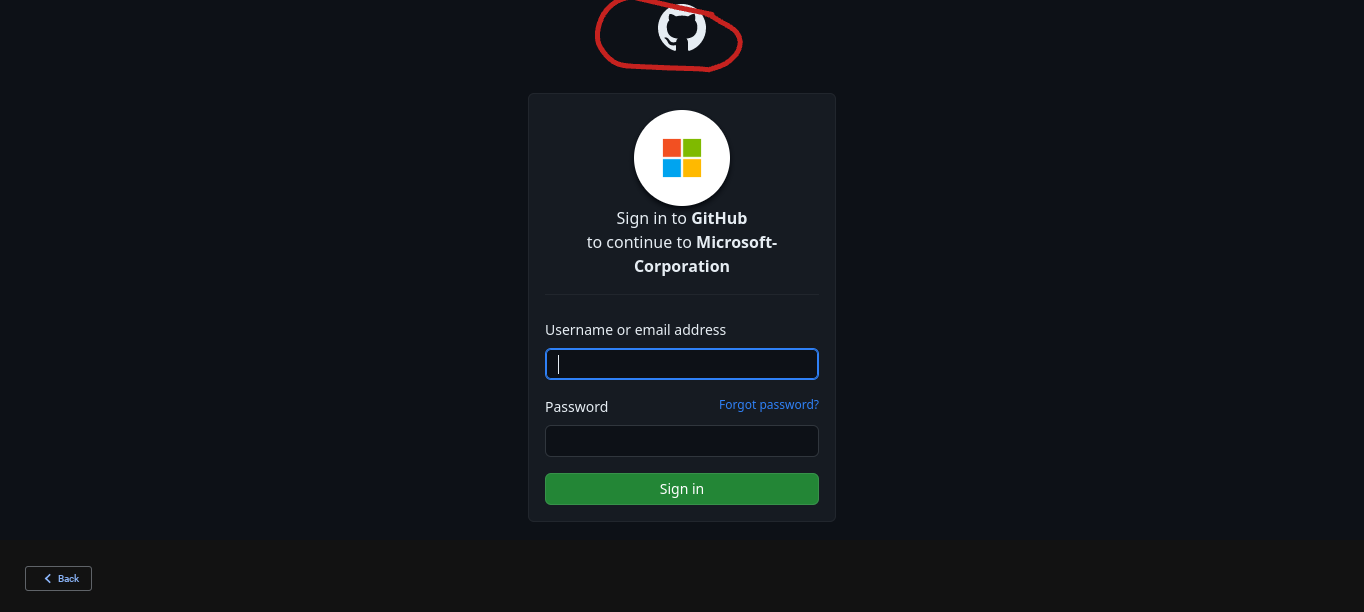 Sign in to GitHub
to continue to Microsoft-
Corporation
Username or email address
Password Forgot password?
Sign in
Back